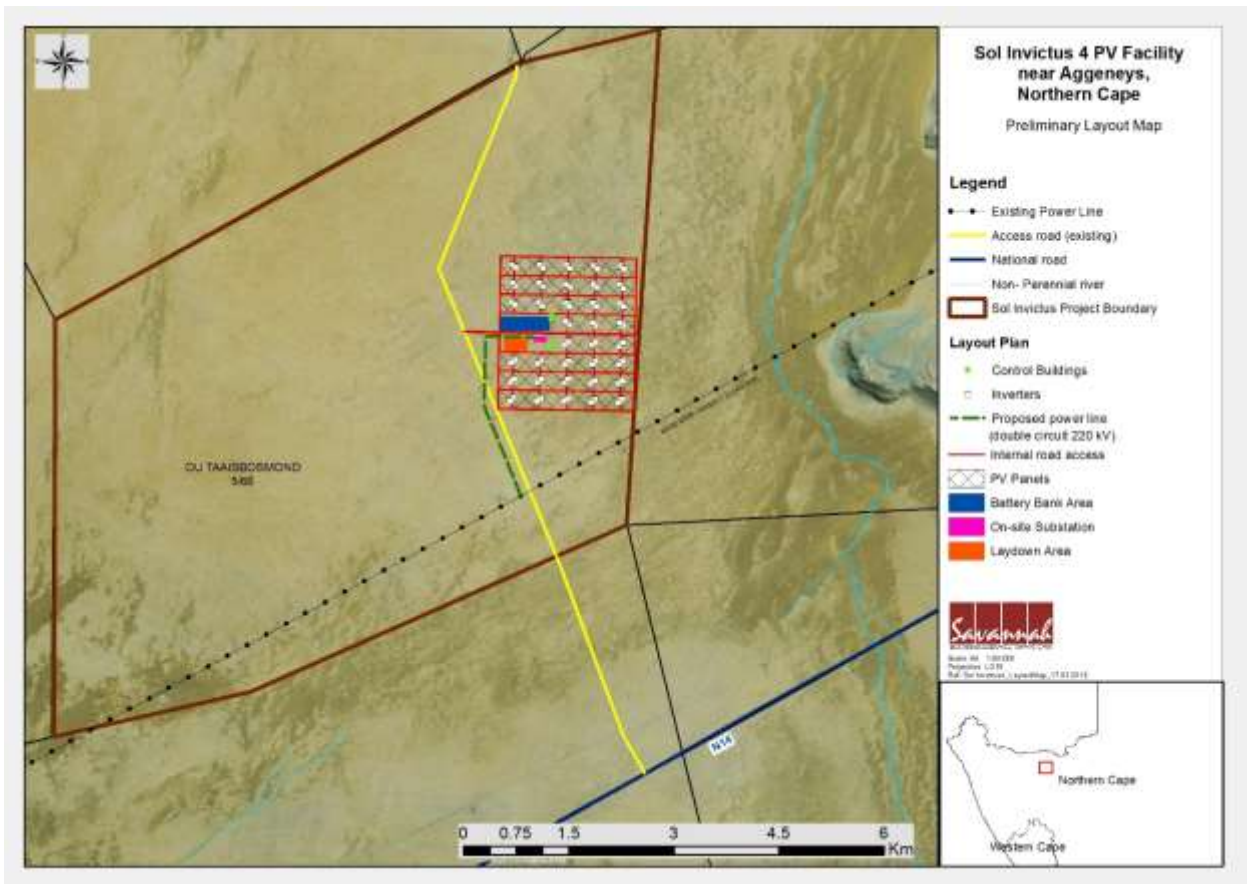 Sol Invictus 4 PV Facility
near Aggeneys,
Northern Cape
Preliminary Layout Map
Legend
Existing Power Line
Access road (existing)
National road
Non- Perennial river
Sol Invictus Project Boundary
Layout Plan
Control Buildings
Inverters
Proposed power line
(double circuit 220 kV)
Internal road access
PV Panels
Battery Bank Area
On-site Substation
Laydown Area
Savannah
Northern Cape
Western Cape
OU TAAISBOSMOND
5/68
N14
0 0.75 1.5 3 4.5 6
Km